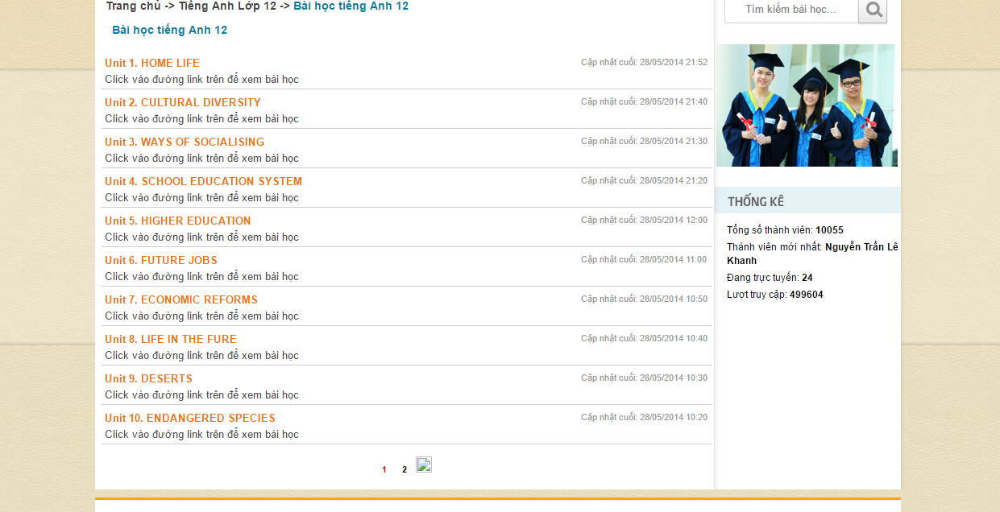 Trang chủ -> Tiếng Anh Lớp 12 -> Bài học tiếng Anh 12
Bài học tiếng Anh 12
Unit 1. HOME LIFE
Cập nhật cuối: 28/05/2014 21:52
Click vào đường link trên để xem bài học
Unit 2. CULTURAL DIVERSITY
Cập nhật cuối: 28/05/2014 21:40
Click vào đường link trên để xem bài học
Unit 3. WAYS OF SOCIALISING
Cập nhật cuối: 28/05/2014 21:30
Click vào đường link trên để xem bài học
Unit 4. SCHOOL EDUCATION SYSTEM
Cập nhật cuối: 28/05/2014 21:20
Click vào đường link trên để xem bài học
Unit 5. HIGHER EDUCATION
Cập nhật cuối: 28/05/2014 12:00
Click vào đường link trên để xem bài học
Unit 6. FUTURE JOBS
Cập nhật cuối: 28/05/2014 11:00
Click vào đường link trên để xem bài học
Unit 7. ECONOMIC REFORMS
Cập nhật cuối: 28/05/2014 10:50
Click vào đường link trên để xem bài học
Unit 8. LIFE IN THE FURE
Cập nhật cuối: 28/05/2014 10:40
Click vào đường link trên để xem bài học
Unit 9. DESERTS
Cập nhật cuối: 28/05/2014 10:30
Click vào đường link trên để xem bài học
Unit 10. ENDANGERED SPECIES
Cập nhật cuối: 28/05/2014 10:20
Click vào đường link trên để xem bài học
1 2
Tìm kiếm bài học...
THỐNG KÊ
Tổng số thành viên: 10055
Thành viên mới nhất: Nguyễn Trần Lê
Khanh
Đang trực tuyến: 24
Lượt truy cập: 499604